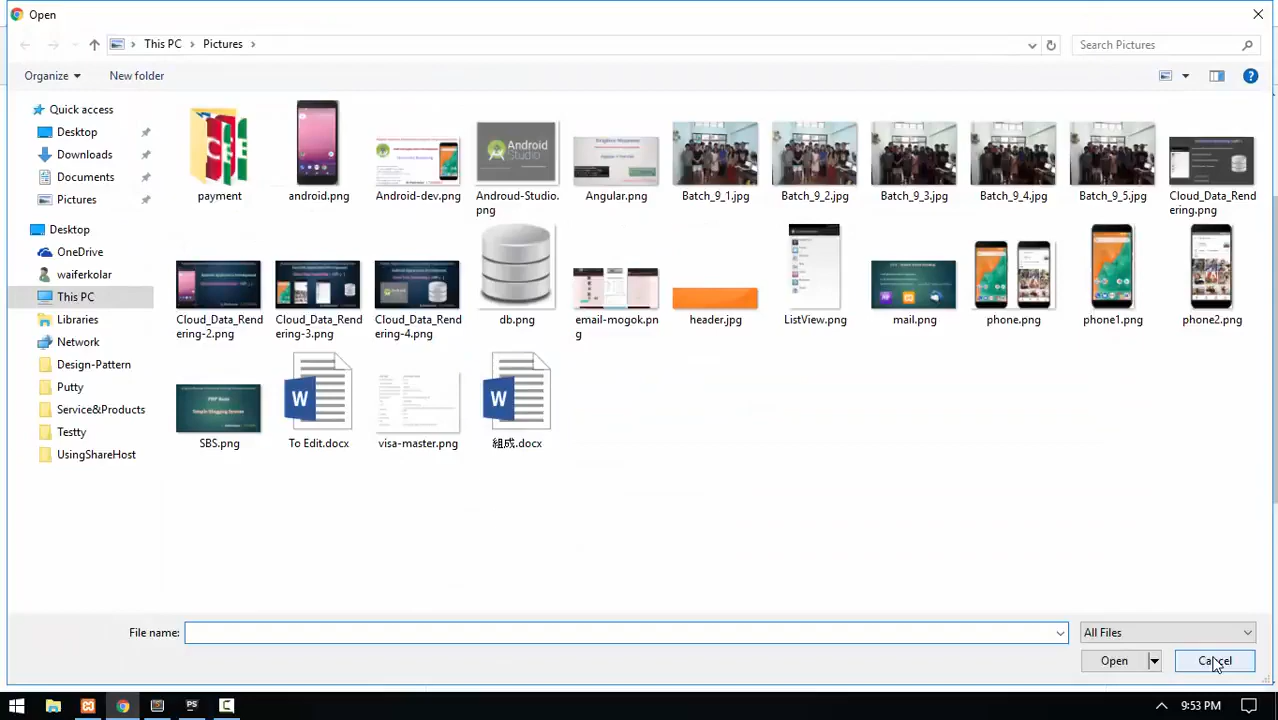 Open
This PC
Pictures
Search Pictures
Organize
New folder
Quick access
Desktop
Downloads
Documents
Pictures
Desktop
OneDrive
waiferkolar
This PC
Libraries
Network
Design-Pattern
Putty
Service&Products
Testty
UsingShareHost
payment
android.png
Android-dev.png
Androud-Studio.
png
Angular.png
Batch_9_1.jpg
Batch_9_2.jpg
Batch_9_3.jpg
Batch_9_4.jpg
Batch_9_5.jpg
Cloud_Data_Rend
ering.png
Cloud_Data_Rend
ering-2.png
Cloud_Data_Rend
ering-3.png
Cloud_Data_Rend
ering-4.png
db.png
email-mogok.pn
g
header.jpg
ListView.png
mail.png
phone.png
phone1.png
phone2.png
SBS.png
To Edit.docx
visa-master.png
組成.docx
Android
Studio
W
W
File name:
All Files
Open
Cancel
PS
9:53 PM